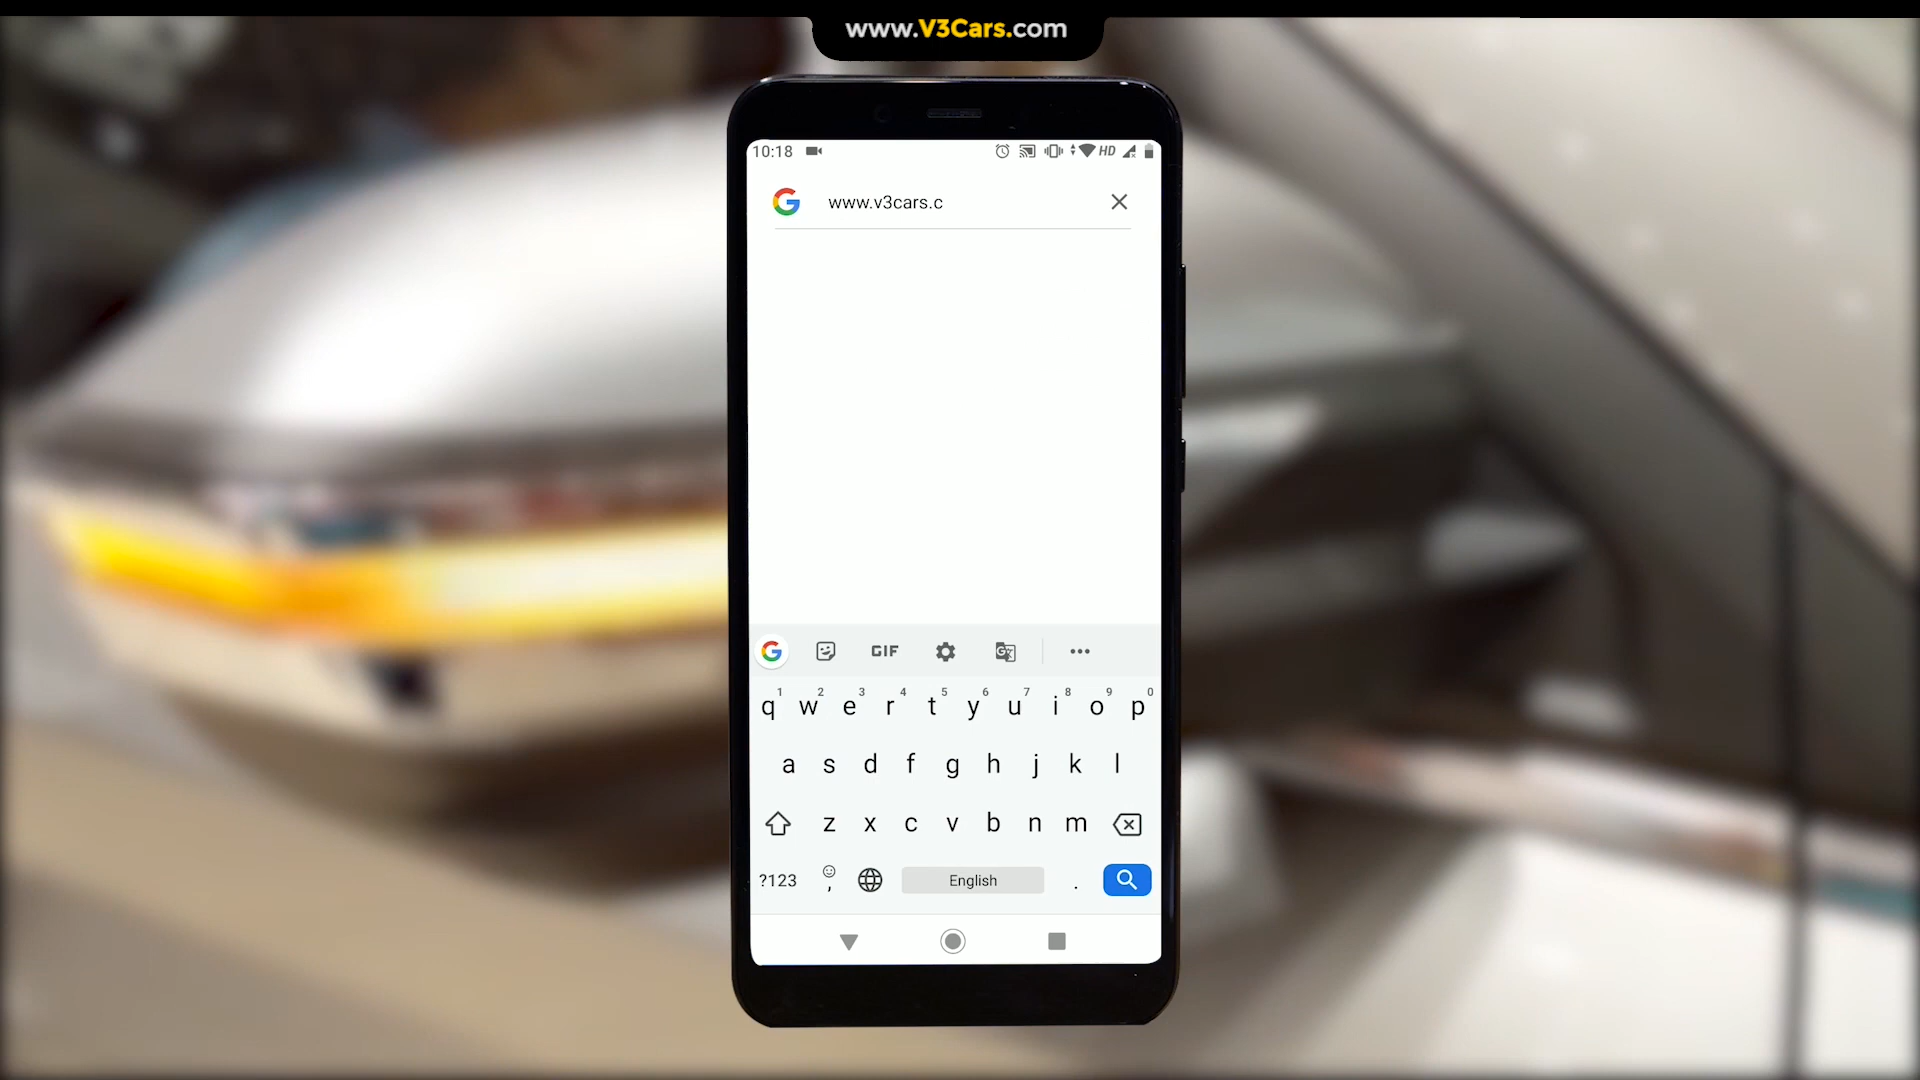 www.V3Cars.com
10:18 HD
www.v3cars.c
GIF
1 2 3 4 5 6 7 8 9 0
q w e r t y u i o p
a s d f g h j k l
z x c v b n m
?123 , English .